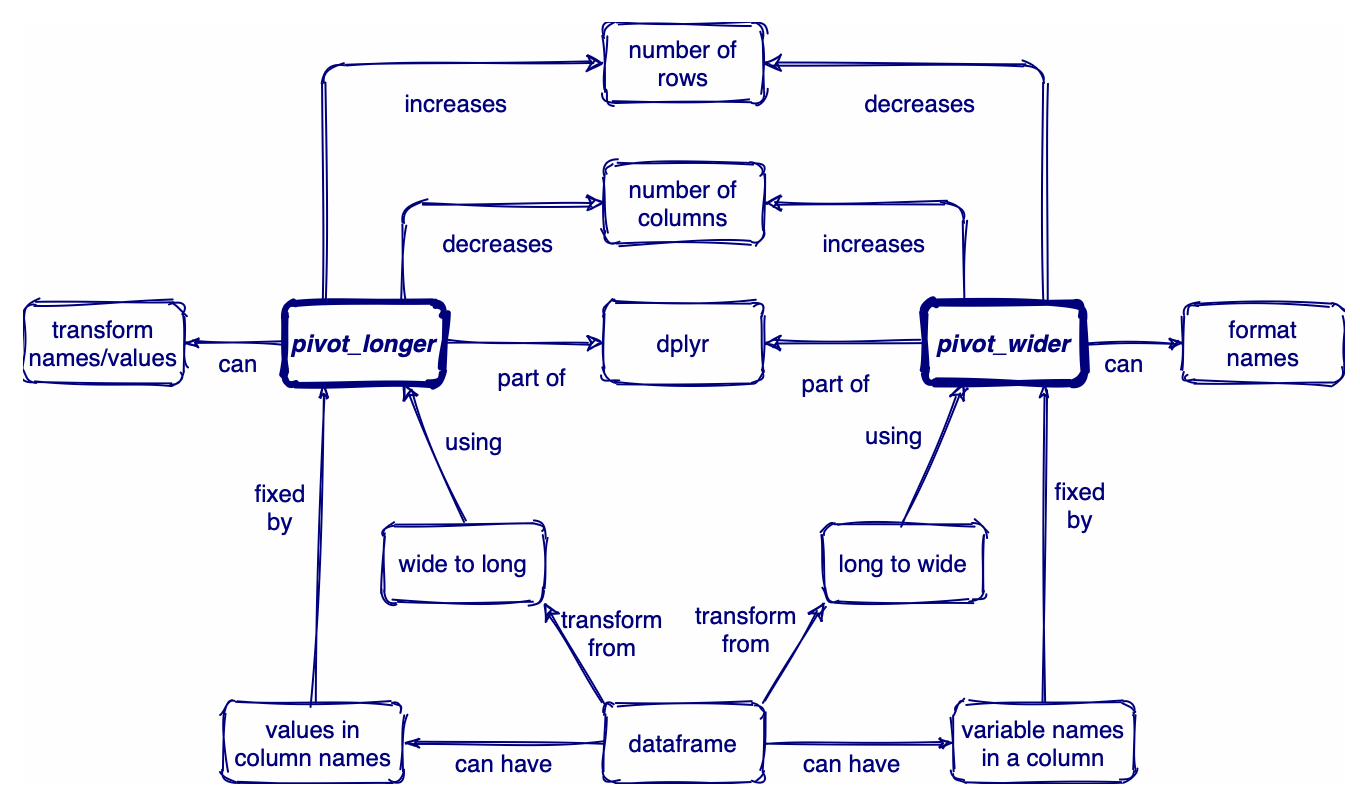 number of
rows
increases
decreases
number of
columns
decreases
increases
transform
names/values
can
pivot_longer
part of
dplyr
part of
pivot_wider
can
format
names
using
using
fixed
by
fixed
by
wide to long
long to wide
transform
from
transform
from
values in
column names
can have
dataframe
can have
variable names
in a column